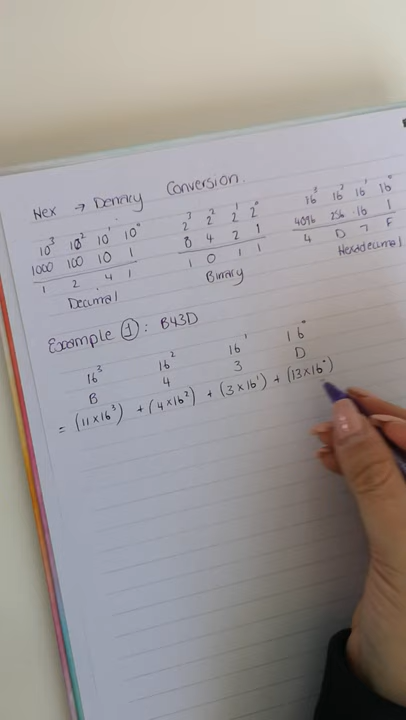 Hex → Denary Conversion
10³ 10² 10¹ 10⁰ 2³ 2² 2¹ 2⁰ 16³ 16² 16¹ 16⁰
1000 100 10 1 8 4 2 1 4096 256 16 1
1 2 4 1 1 0 1 1 4 D 7 F
Decimal Binary Hexadecimal
Example ①: B43D
16³ 16² 16¹ 16⁰
B 4 3 D
= (11×16³) + (4×16²) + (3×16¹) + (13×16⁰)